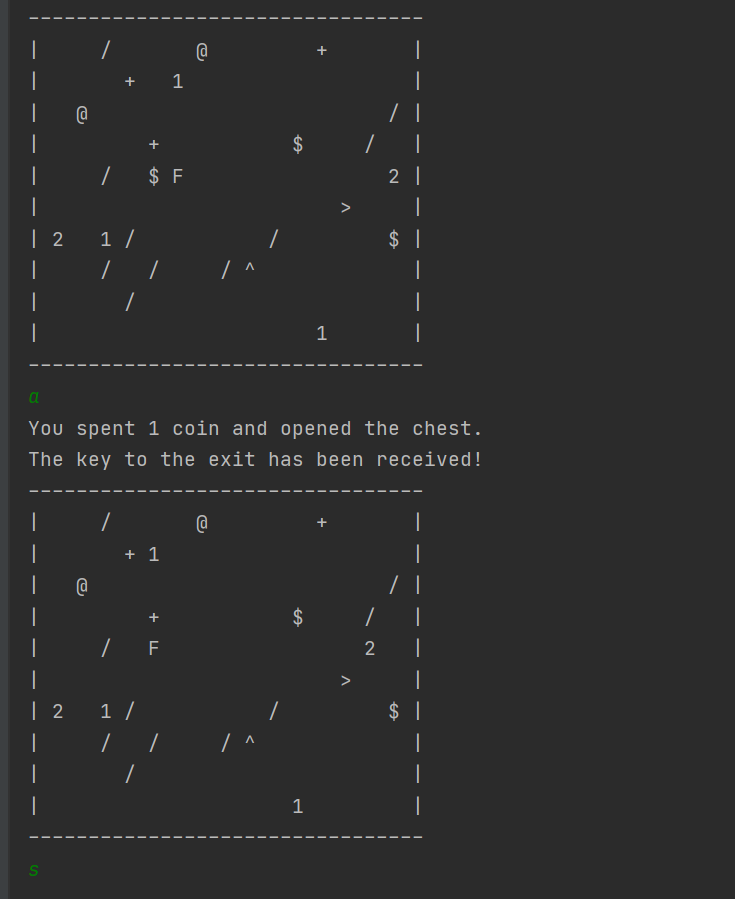 ---------------------------------
|     /       @         +       |
|       +   1                   |
|   @                         / |
|         +           $     /   |
|     /   $ F                 2 |
|                         >     |
| 2   1 /           /         $ |
|     /   /     / ^             |
|       /                       |
|                       1       |
---------------------------------
a
You spent 1 coin and opened the chest.
The key to the exit has been received!
---------------------------------
|     /       @         +       |
|       + 1                     |
|   @                         / |
|         +           $     /   |
|     /   F                 2   |
|                         >     |
| 2   1 /           /         $ |
|     /   /     / ^             |
|       /                       |
|                     1         |
---------------------------------
s